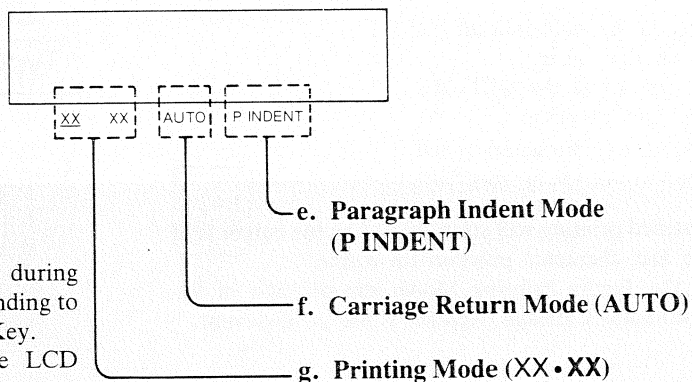 XX XX AUTO P INDENT
e. Paragraph Indent Mode
(P INDENT)
during
nding to
f. Carriage Return Mode (AUTO)
Key.
e LCD
g. Printing Mode (XX • XX)